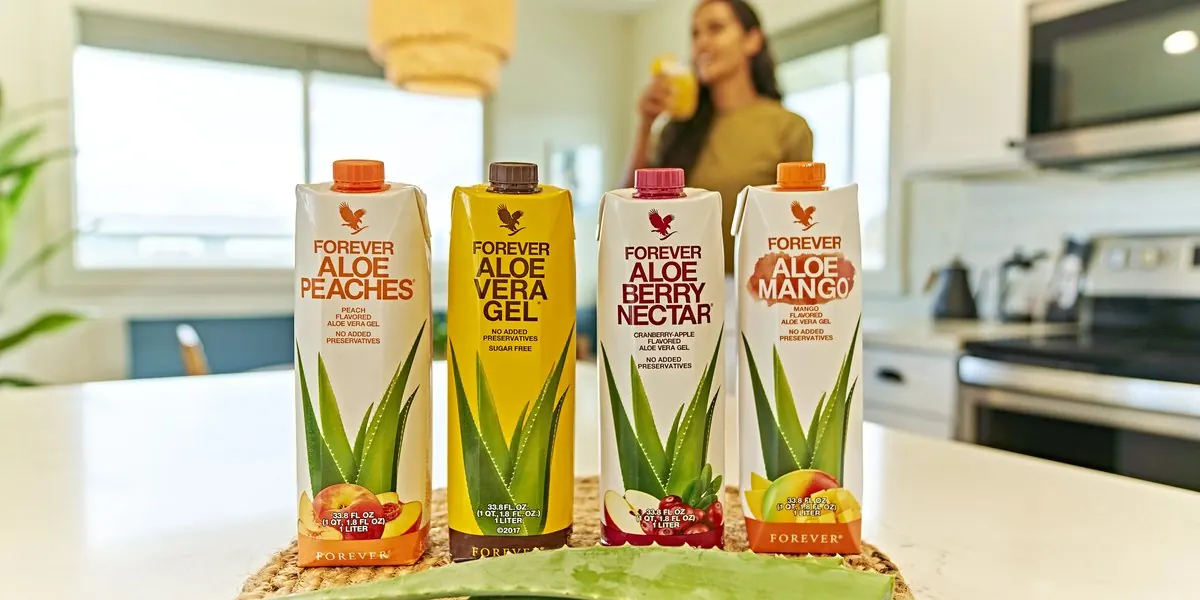 FOREVER
ALOE
PEACHES®
PEACH
FLAVORED
ALOE VERA GEL
NO ADDED
PRESERVATIVES
33.8 FL OZ.
(1 QT, 1.8 FL OZ.)
1 LITER
FOREVER®
FOREVER
ALOE
VERA
GEL®
NO ADDED
PRESERVATIVES
SUGAR FREE
33.8 FL. OZ.
(1 QT, 1.8 FL. OZ.)
1 LITER
©2017
FOREVER
FOREVER
ALOE
BERRY
NECTAR®
CRANBERRY-APPLE
FLAVORED
ALOE VERA GEL
NO ADDED
PRESERVATIVES
33.8 FL OZ.
(1 QT, 1.8 FL OZ.)
1 LITER
FOREVER
ALOE
MANGO
MANGO
FLAVORED
ALOE VERA GEL
NO ADDED
PRESERVATIVES
33.8 FL OZ.
(1 QT, 1.8 FL OZ.)
1 LITER
FOREVER®